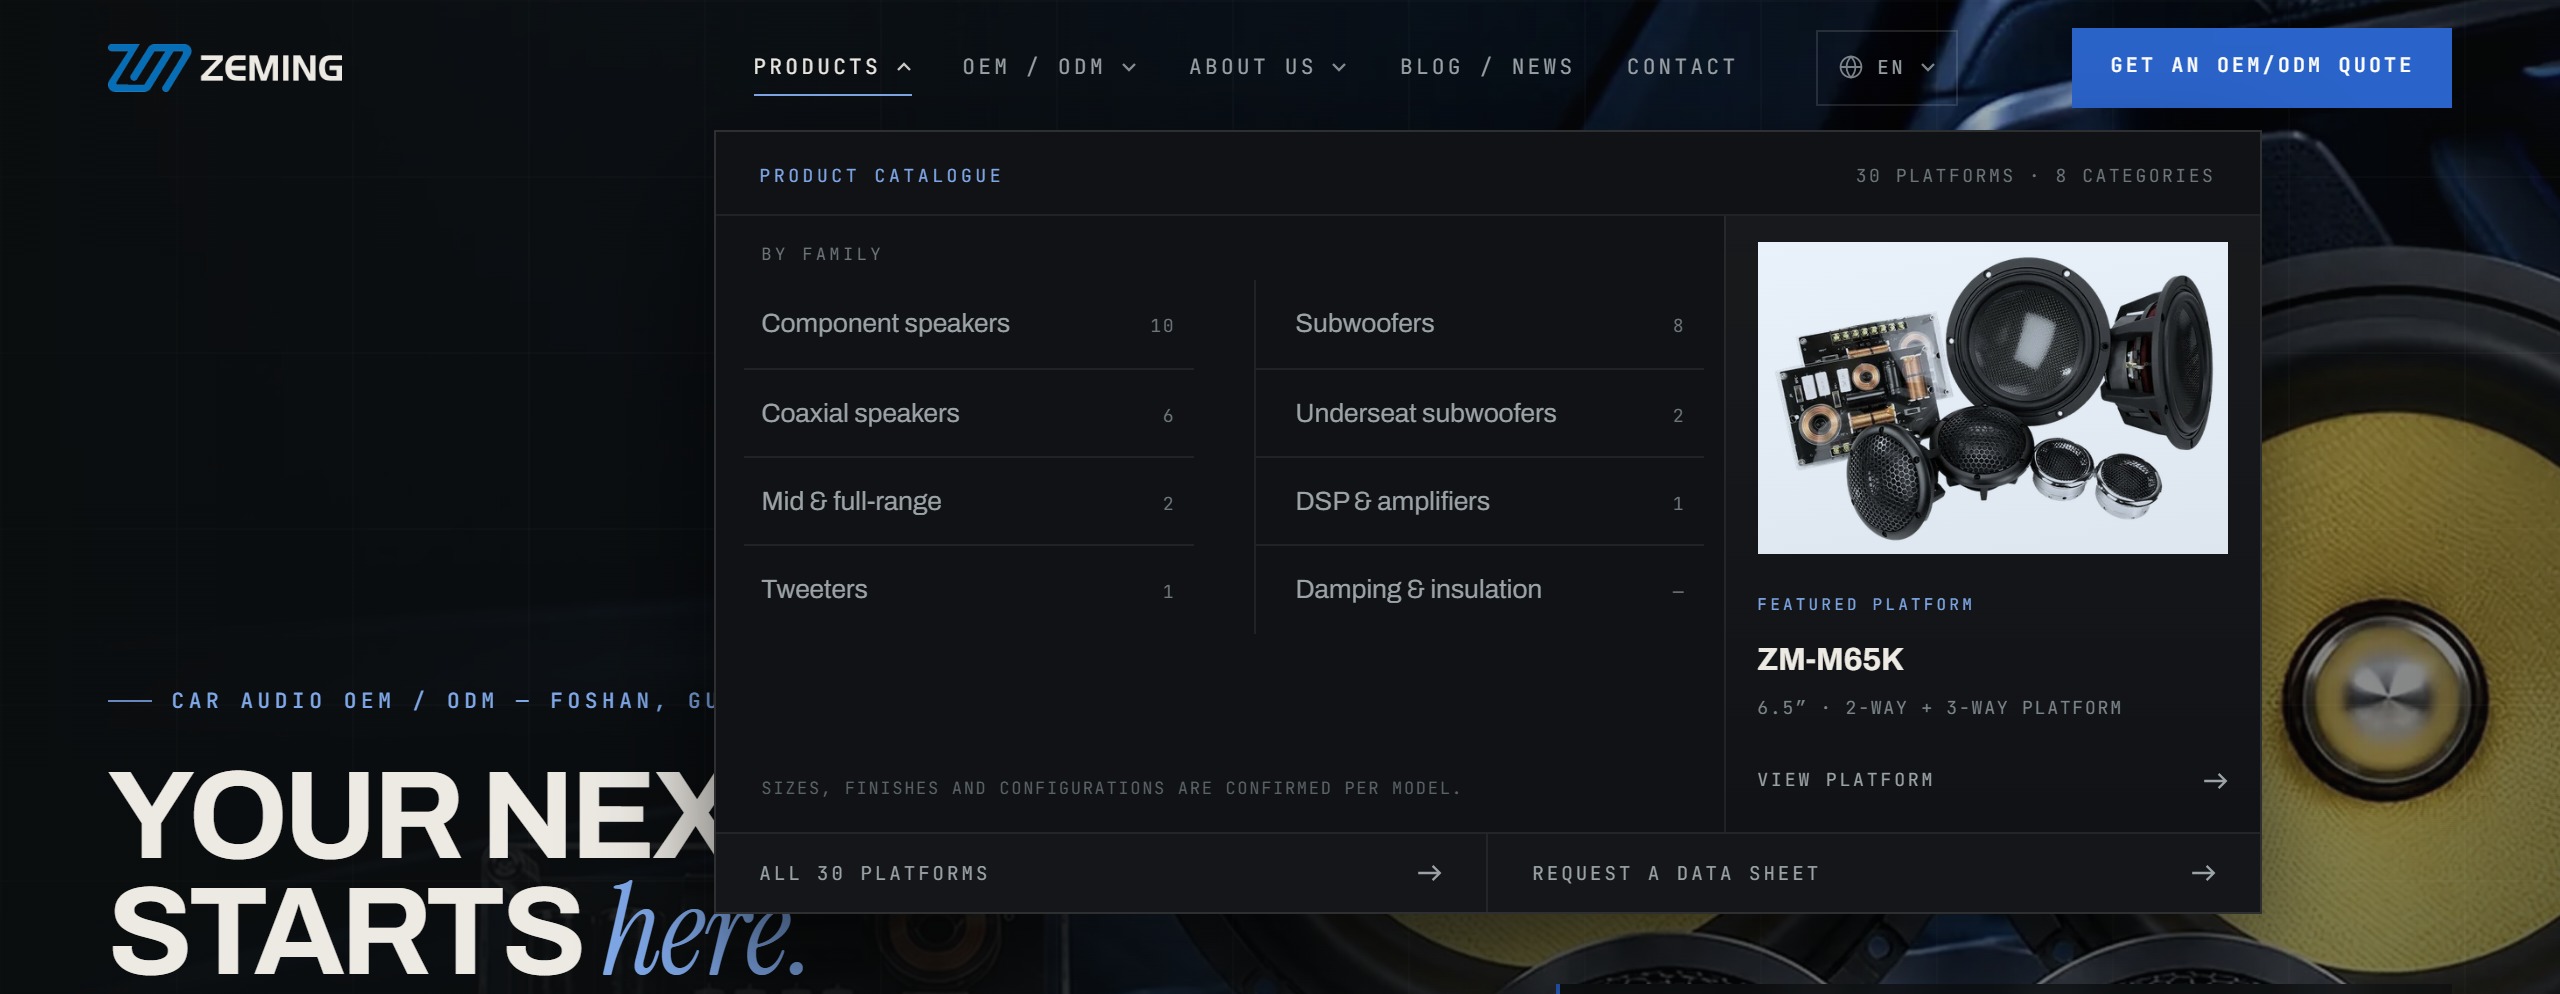 ZEMING
PRODUCTS
OEM / ODM
ABOUT US
BLOG / NEWS
CONTACT
EN
GET AN OEM/ODM QUOTE
PRODUCT CATALOGUE
30 PLATFORMS · 8 CATEGORIES
BY FAMILY
Component speakers 10
Subwoofers 8
Coaxial speakers 6
Underseat subwoofers 2
Mid & full-range 2
DSP & amplifiers 1
Tweeters 1
Damping & insulation —
FEATURED PLATFORM
ZM-M65K
6.5″ · 2-WAY + 3-WAY PLATFORM
VIEW PLATFORM →
SIZES, FINISHES AND CONFIGURATIONS ARE CONFIRMED PER MODEL.
ALL 30 PLATFORMS →
REQUEST A DATA SHEET →
CAR AUDIO OEM / ODM — FOSHAN,
YOUR
STARTS here.